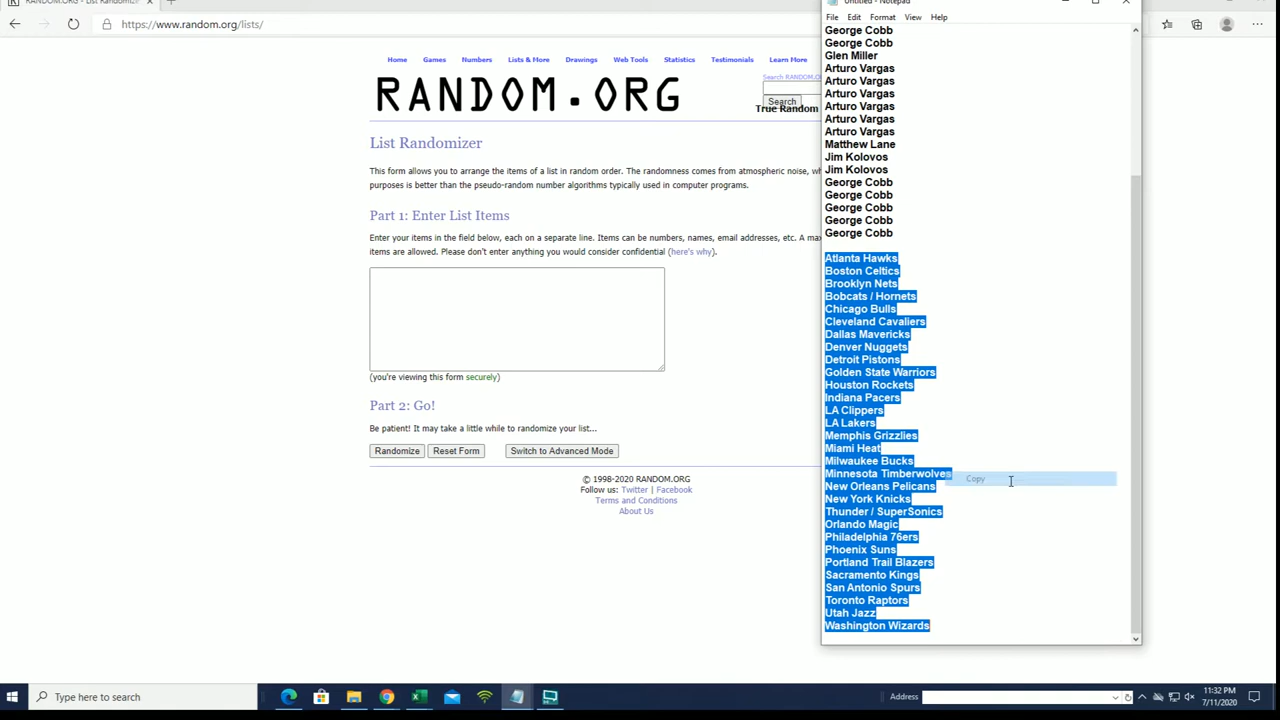 RANDOM.ORG - List Randomizer
Untitled - Notepad
https://www.random.org/lists/
File Edit Format View Help
Home Games Numbers Lists & More Drawings Web Tools Statistics Testimonials Learn More
RANDOM.ORG
Search RANDOM.O
Search
True Random
List Randomizer
This form allows you to arrange the items of a list in random order. The randomness comes from atmospheric noise, wh
purposes is better than the pseudo-random number algorithms typically used in computer programs.
Part 1: Enter List Items
Enter your items in the field below, each on a separate line. Items can be numbers, names, email addresses, etc. A max
items are allowed. Please don't enter anything you would consider confidential (here's why).
(you're viewing this form securely)
Part 2: Go!
Be patient! It may take a little while to randomize your list...
Randomize Reset Form Switch to Advanced Mode
© 1998-2020 RANDOM.ORG
Follow us: Twitter | Facebook
Terms and Conditions
About Us
George Cobb
George Cobb
Glen Miller
Arturo Vargas
Arturo Vargas
Arturo Vargas
Arturo Vargas
Arturo Vargas
Arturo Vargas
Matthew Lane
Jim Kolovos
Jim Kolovos
George Cobb
George Cobb
George Cobb
George Cobb
George Cobb
Atlanta Hawks
Boston Celtics
Brooklyn Nets
Bobcats / Hornets
Chicago Bulls
Cleveland Cavaliers
Dallas Mavericks
Denver Nuggets
Detroit Pistons
Golden State Warriors
Houston Rockets
Indiana Pacers
LA Clippers
LA Lakers
Memphis Grizzlies
Miami Heat
Milwaukee Bucks
Minnesota Timberwolves
Copy
New Orleans Pelicans
New York Knicks
Thunder / SuperSonics
Orlando Magic
Philadelphia 76ers
Phoenix Suns
Portland Trail Blazers
Sacramento Kings
San Antonio Spurs
Toronto Raptors
Utah Jazz
Washington Wizards
Type here to search
Address
11:32 PM
7/11/2020